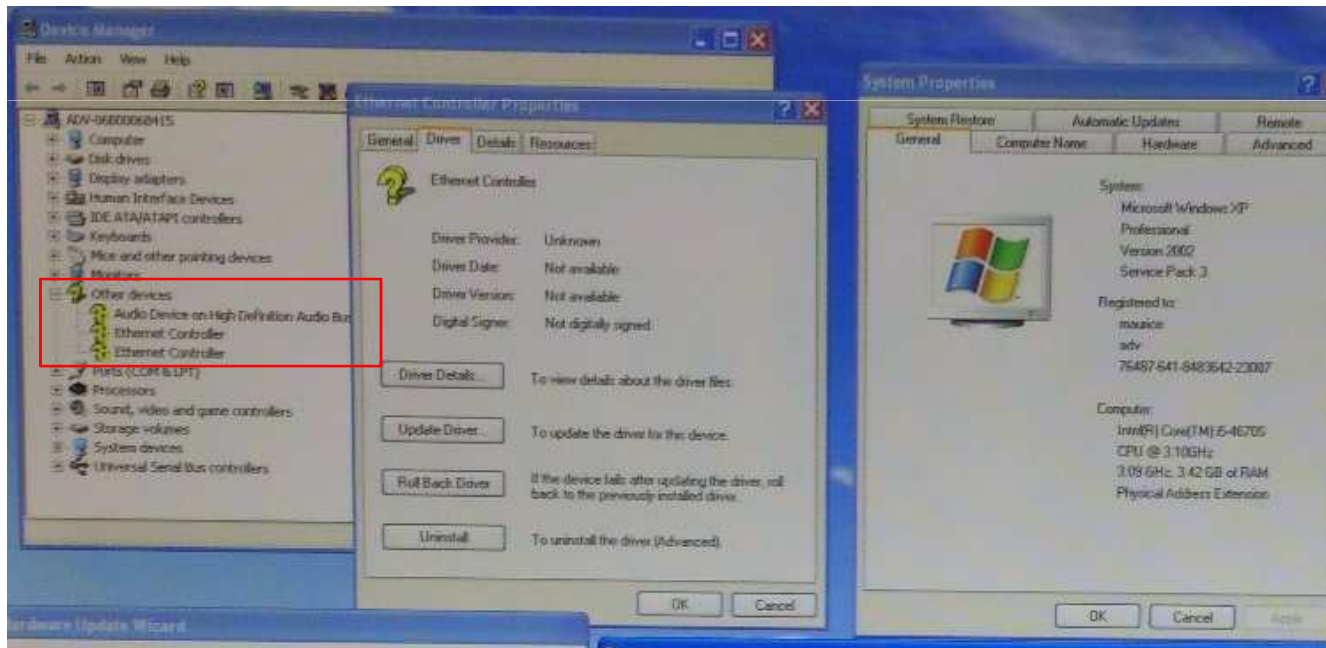 Device Manager
File Action View Help
ADV-06B00068415
Computer
Disk drives
Display adapters
Human Interface Devices
IDE ATA/ATAPI controllers
Keyboards
Mice and other pointing devices
Monitors
Other devices
Audio Device on High Definition Audio Bus
Ethernet Controller
Ethernet Controller
Ports (COM & LPT)
Processors
Sound, video and game controllers
Storage volumes
System devices
Universal Serial Bus controllers
Ethernet Controller Properties
General Driver Details Resources
Ethernet Controller
Driver Provider: Unknown
Driver Date: Not available
Driver Version: Not available
Digital Signer: Not digitally signed
Driver Details... To view details about the driver files.
Update Driver... To update the driver for this device.
Roll Back Driver If the device fails after updating the driver, roll
back to the previously installed driver.
Uninstall To uninstall the driver (Advanced).
OK Cancel
System Properties
System Restore Automatic Updates Remote
General Computer Name Hardware Advanced
System:
Microsoft Windows XP
Professional
Version 2002
Service Pack 3
Registered to:
maurice
adv
76487-641-8483642-23007
Computer:
Intel(R) Core(TM) i5-4670S
CPU @ 3.10GHz
3.09 GHz, 3.42 GB of RAM
Physical Address Extension
OK Cancel Apply
Hardware Update Wizard